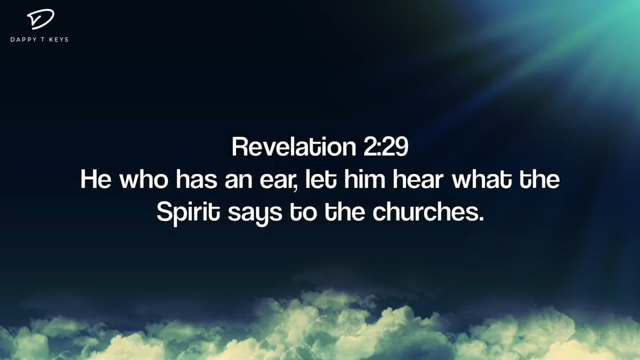 DAPPY T KEYS
Revelation 2:29
He who has an ear, let him hear what the
Spirit says to the churches.